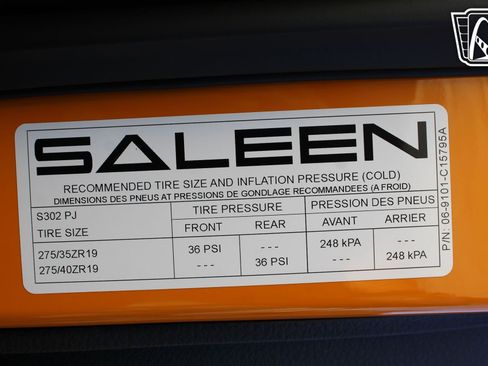 SALEEN
RECOMMENDED TIRE SIZE AND INFLATION PRESSURE (COLD)
DIMENSIONS DES PNEUS AT PRESSIONS DE GONDLAGE RECOMMANDEES (A FROID)
S302 PJ TIRE PRESSURE PRESSION DES PNEUS
TIRE SIZE FRONT REAR AVANT ARRIER
275/35ZR19 36 PSI --- 248 kPA ---
275/40ZR19 --- 36 PSI --- 248 kPA
P/N: 06-9101-C15795A